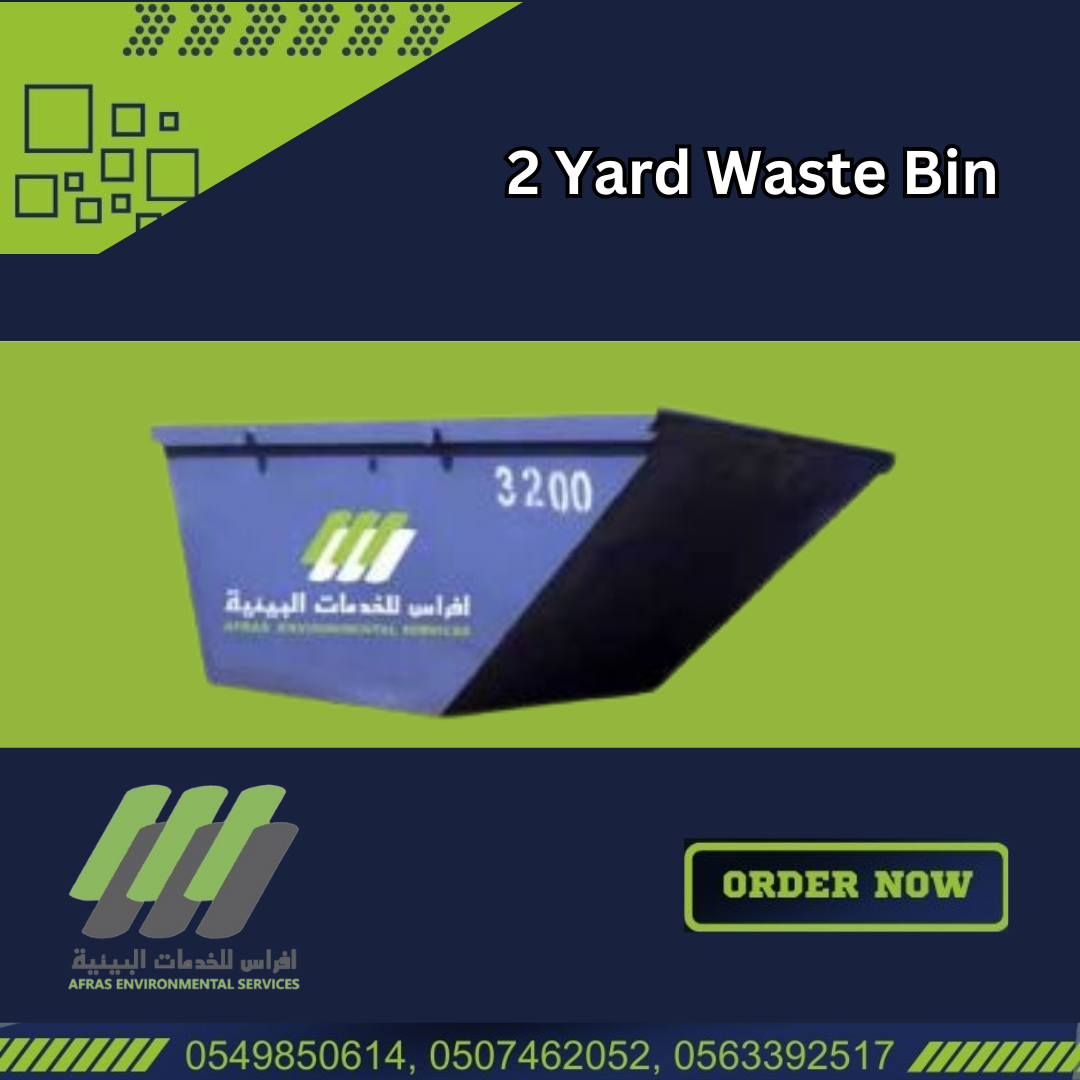 2 Yard Waste Bin
3200
افراس للخدمات البيئية
AFRAS ENVIRONMENTAL SERVICES
ORDER NOW
افراس للخدمات البيئية
AFRAS ENVIRONMENTAL SERVICES
0549850614, 0507462052, 0563392517